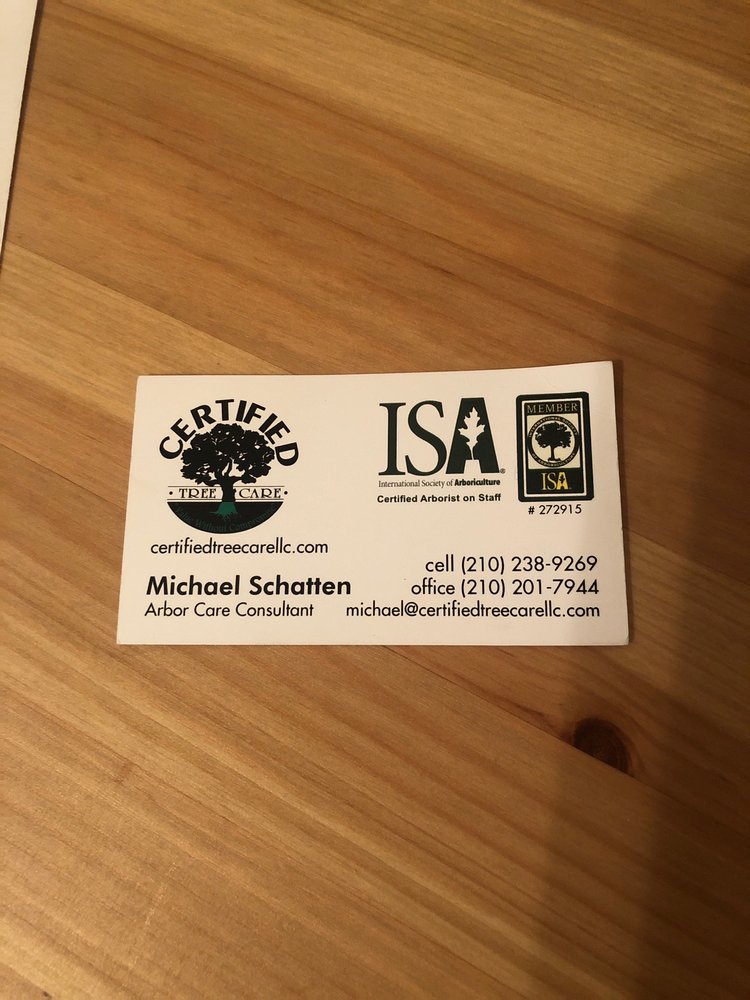 CERTIFIED
· TREE CARE ·
certifiedtreecarellc.com
Michael Schatten
Arbor Care Consultant
ISA®
International Society of Arboriculture
Certified Arborist on Staff
MEMBER
ISA
# 272915
cell (210) 238-9269
office (210) 201-7944
michael@certifiedtreecarellc.com